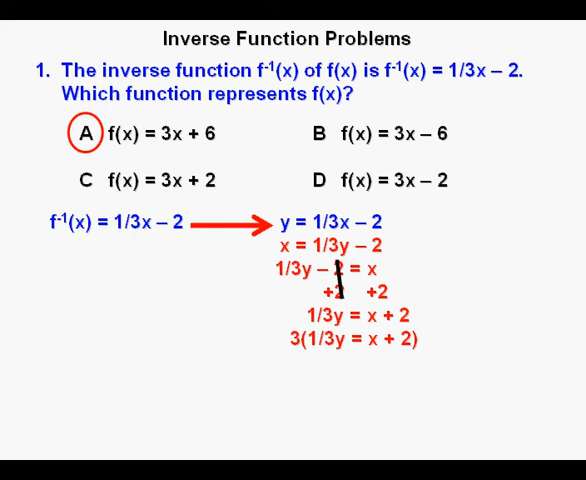 Inverse Function Problems
1. The inverse function f⁻¹(x) of f(x) is f⁻¹(x) = 1/3x – 2.
Which function represents f(x)?
A f(x) = 3x + 6 B f(x) = 3x – 6
C f(x) = 3x + 2 D f(x) = 3x – 2
f⁻¹(x) = 1/3x – 2 y = 1/3x – 2
x = 1/3y – 2
1/3y – 2 = x
+2 +2
1/3y = x + 2
3(1/3y = x + 2)